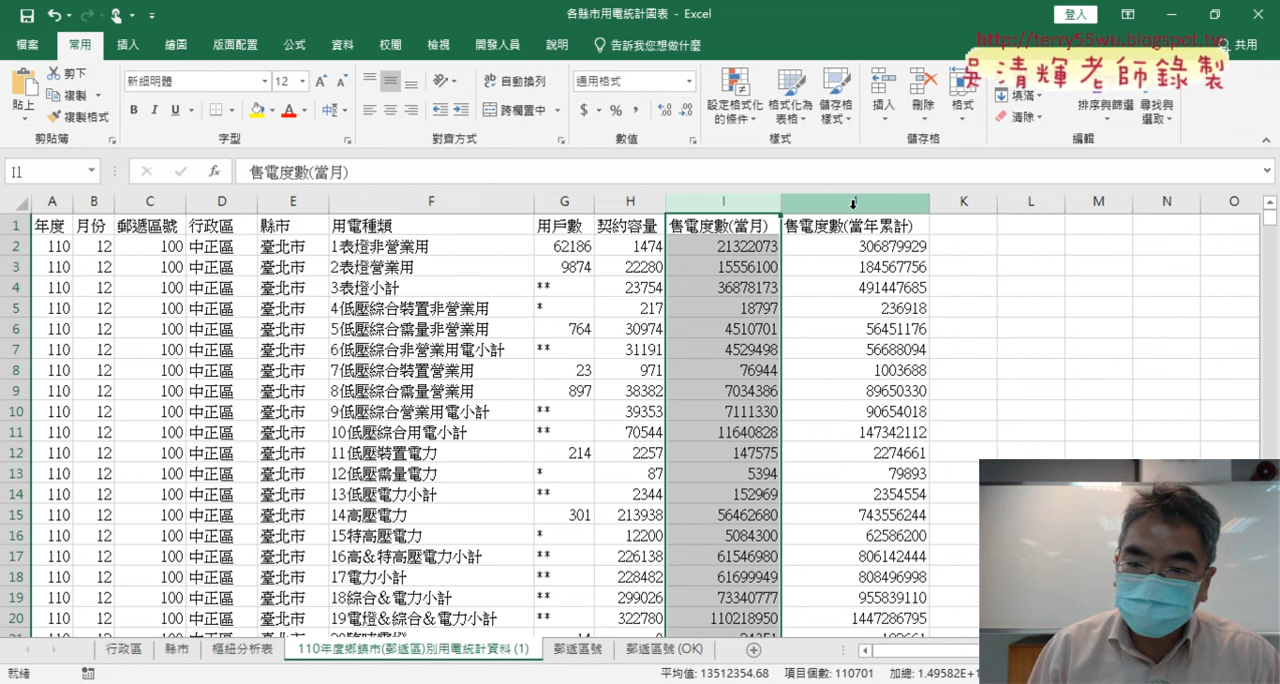 各縣市用電統計圖表 - Excel
登入
檔案 常用 插入 繪圖 版面配置 公式 資料 校閱 檢視 開發人員 說明 告訴我您想做什麼 共用
http://terry55wu.blogspot.tw
吳清輝老師錄製
貼上 剪下 複製 複製格式 剪貼簿
新細明體 12 B I U A 字型
自動換列 跨欄置中 對齊方式
通用格式 $ % , 數值
設定格式化的條件 格式化為表格 儲存格樣式 樣式
插入 刪除 格式 儲存格
填滿 清除 排序與篩選 尋找與選取 編輯
I1 fx 售電度數(當月)
A B C D E F G H I J K L M N O
1 年度 月份 郵遞區號 行政區 縣市 用電種類 用戶數 契約容量 售電度數(當月) 售電度數(當年累計)
2 110 12 100 中正區 臺北市 1表燈非營業用 62186 1474 21322073 306879929
3 110 12 100 中正區 臺北市 2表燈營業用 9874 22280 15556100 184567756
4 110 12 100 中正區 臺北市 3表燈小計 ** 23754 36878173 491447685
5 110 12 100 中正區 臺北市 4低壓綜合裝置非營業用 * 217 18797 236918
6 110 12 100 中正區 臺北市 5低壓綜合需量非營業用 764 30974 4510701 56451176
7 110 12 100 中正區 臺北市 6低壓綜合非營業用電小計 ** 31191 4529498 56688094
8 110 12 100 中正區 臺北市 7低壓綜合裝置營業用 23 971 76944 1003688
9 110 12 100 中正區 臺北市 8低壓綜合需量營業用 897 38382 7034386 89650330
10 110 12 100 中正區 臺北市 9低壓綜合營業用電小計 ** 39353 7111330 90654018
11 110 12 100 中正區 臺北市 10低壓綜合用電小計 ** 70544 11640828 147342112
12 110 12 100 中正區 臺北市 11低壓裝置電力 214 2257 147575 2274661
13 110 12 100 中正區 臺北市 12低壓需量電力 * 87 5394 79893
14 110 12 100 中正區 臺北市 13低壓電力小計 ** 2344 152969 2354554
15 110 12 100 中正區 臺北市 14高壓電力 301 213938 56462680 743556244
16 110 12 100 中正區 臺北市 15特高壓電力 * 12200 5084300 62586200
17 110 12 100 中正區 臺北市 16高&特高壓電力小計 ** 226138 61546980 806142444
18 110 12 100 中正區 臺北市 17電力小計 ** 228482 61699949 808496998
19 110 12 100 中正區 臺北市 18綜合&電力小計 ** 299026 73340777 955839110
20 110 12 100 中正區 臺北市 19電燈&綜合&電力小計 ** 322780 110218950 1447286795
行政區 縣市 樞紐分析表 110年度鄉鎮市(郵遞區)別用電統計資料 (1) 郵遞區號 郵遞區號 (OK)
就緒 平均值: 13512354.68 項目個數: 110701 加總: 1.49582E+1